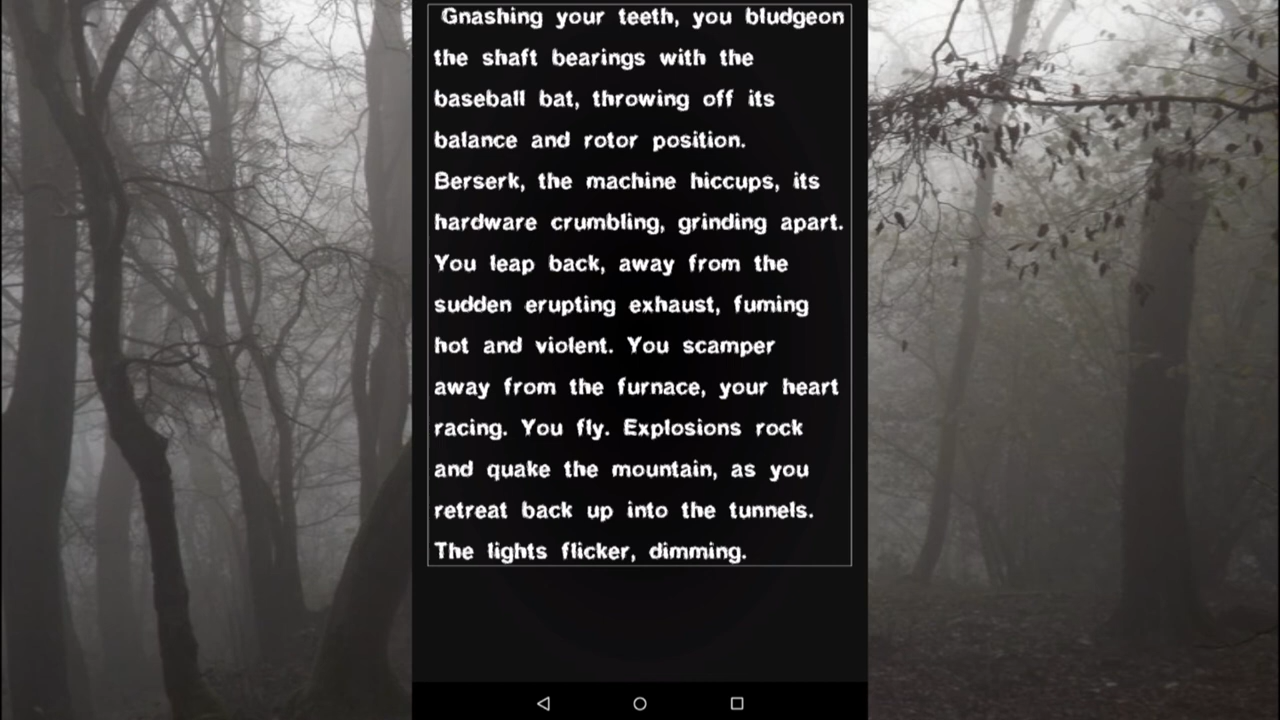 Gnashing your teeth, you bludgeon
the shaft bearings with the
baseball bat, throwing off its
balance and rotor position.
Berserk, the machine hiccups, its
hardware crumbling, grinding apart.
You leap back, away from the
sudden erupting exhaust, fuming
hot and violent. You scamper
away from the furnace, your heart
racing. You fly. Explosions rock
and quake the mountain, as you
retreat back up into the tunnels.
The lights flicker, dimming.